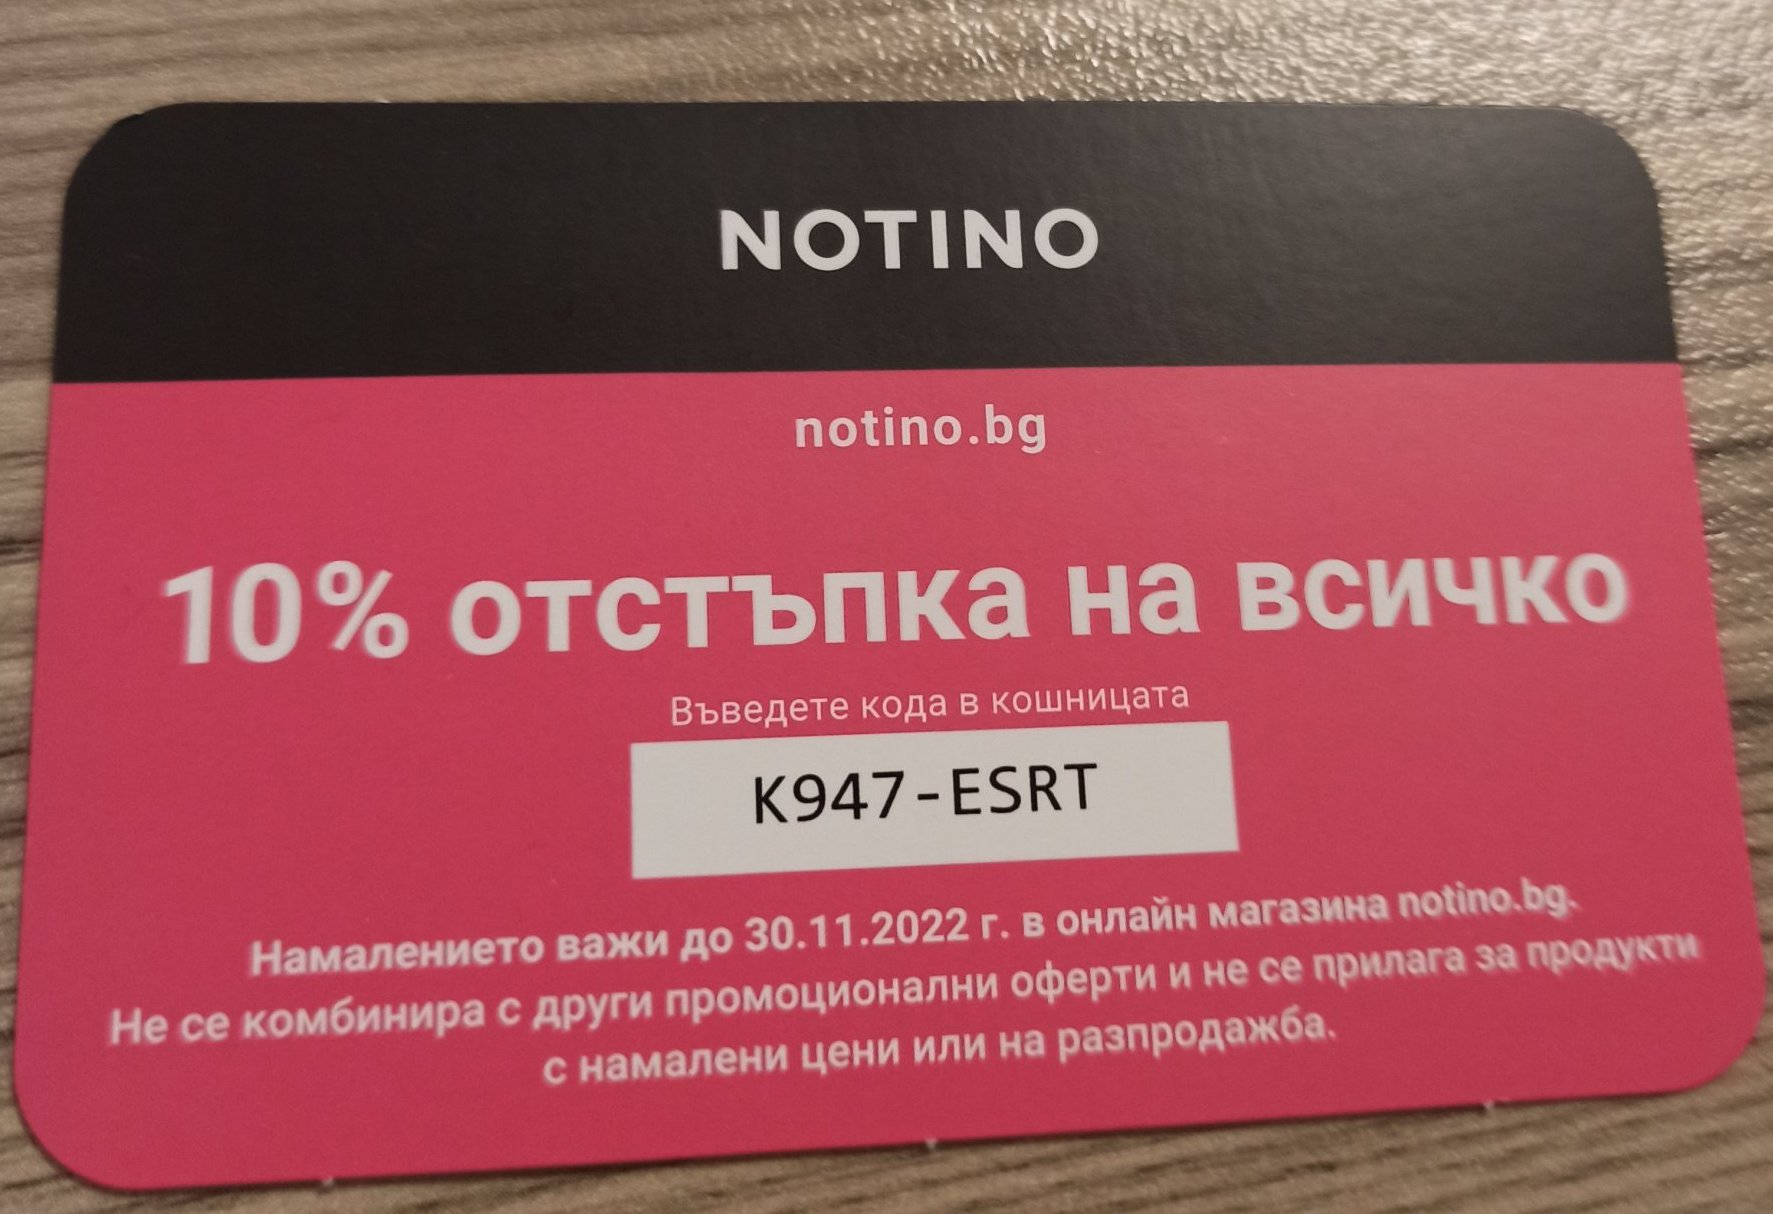 NOTINO
notino.bg
10% отстъпка на всичко
Въведете кода в кошницата
K947-ESRT
Намалението важи до 30.11.2022 г. в онлайн магазина notino.bg.
Не се комбинира с други промоционални оферти и не се прилага за продукти
с намалени цени или на разпродажба.